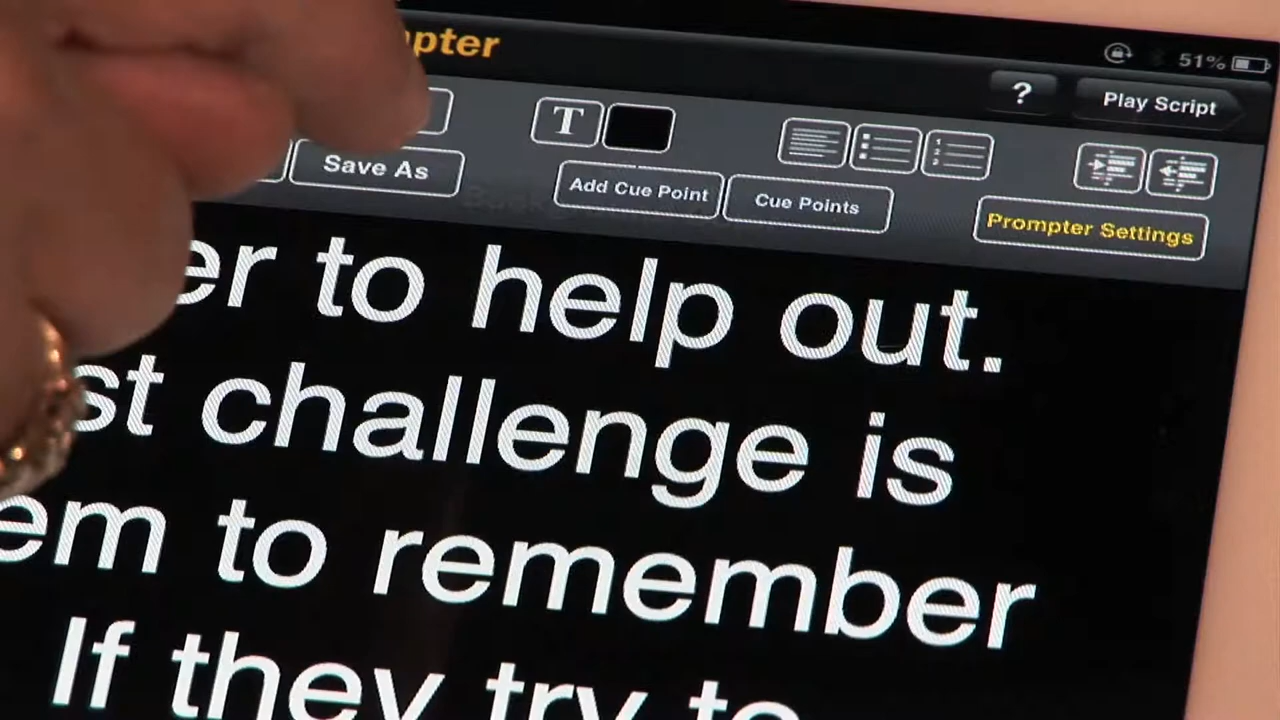 mpter
51%
? Play Script
T
Save As Add Cue Point Cue Points Prompter Settings
er to help out.
st challenge is
em to remember
If they try to